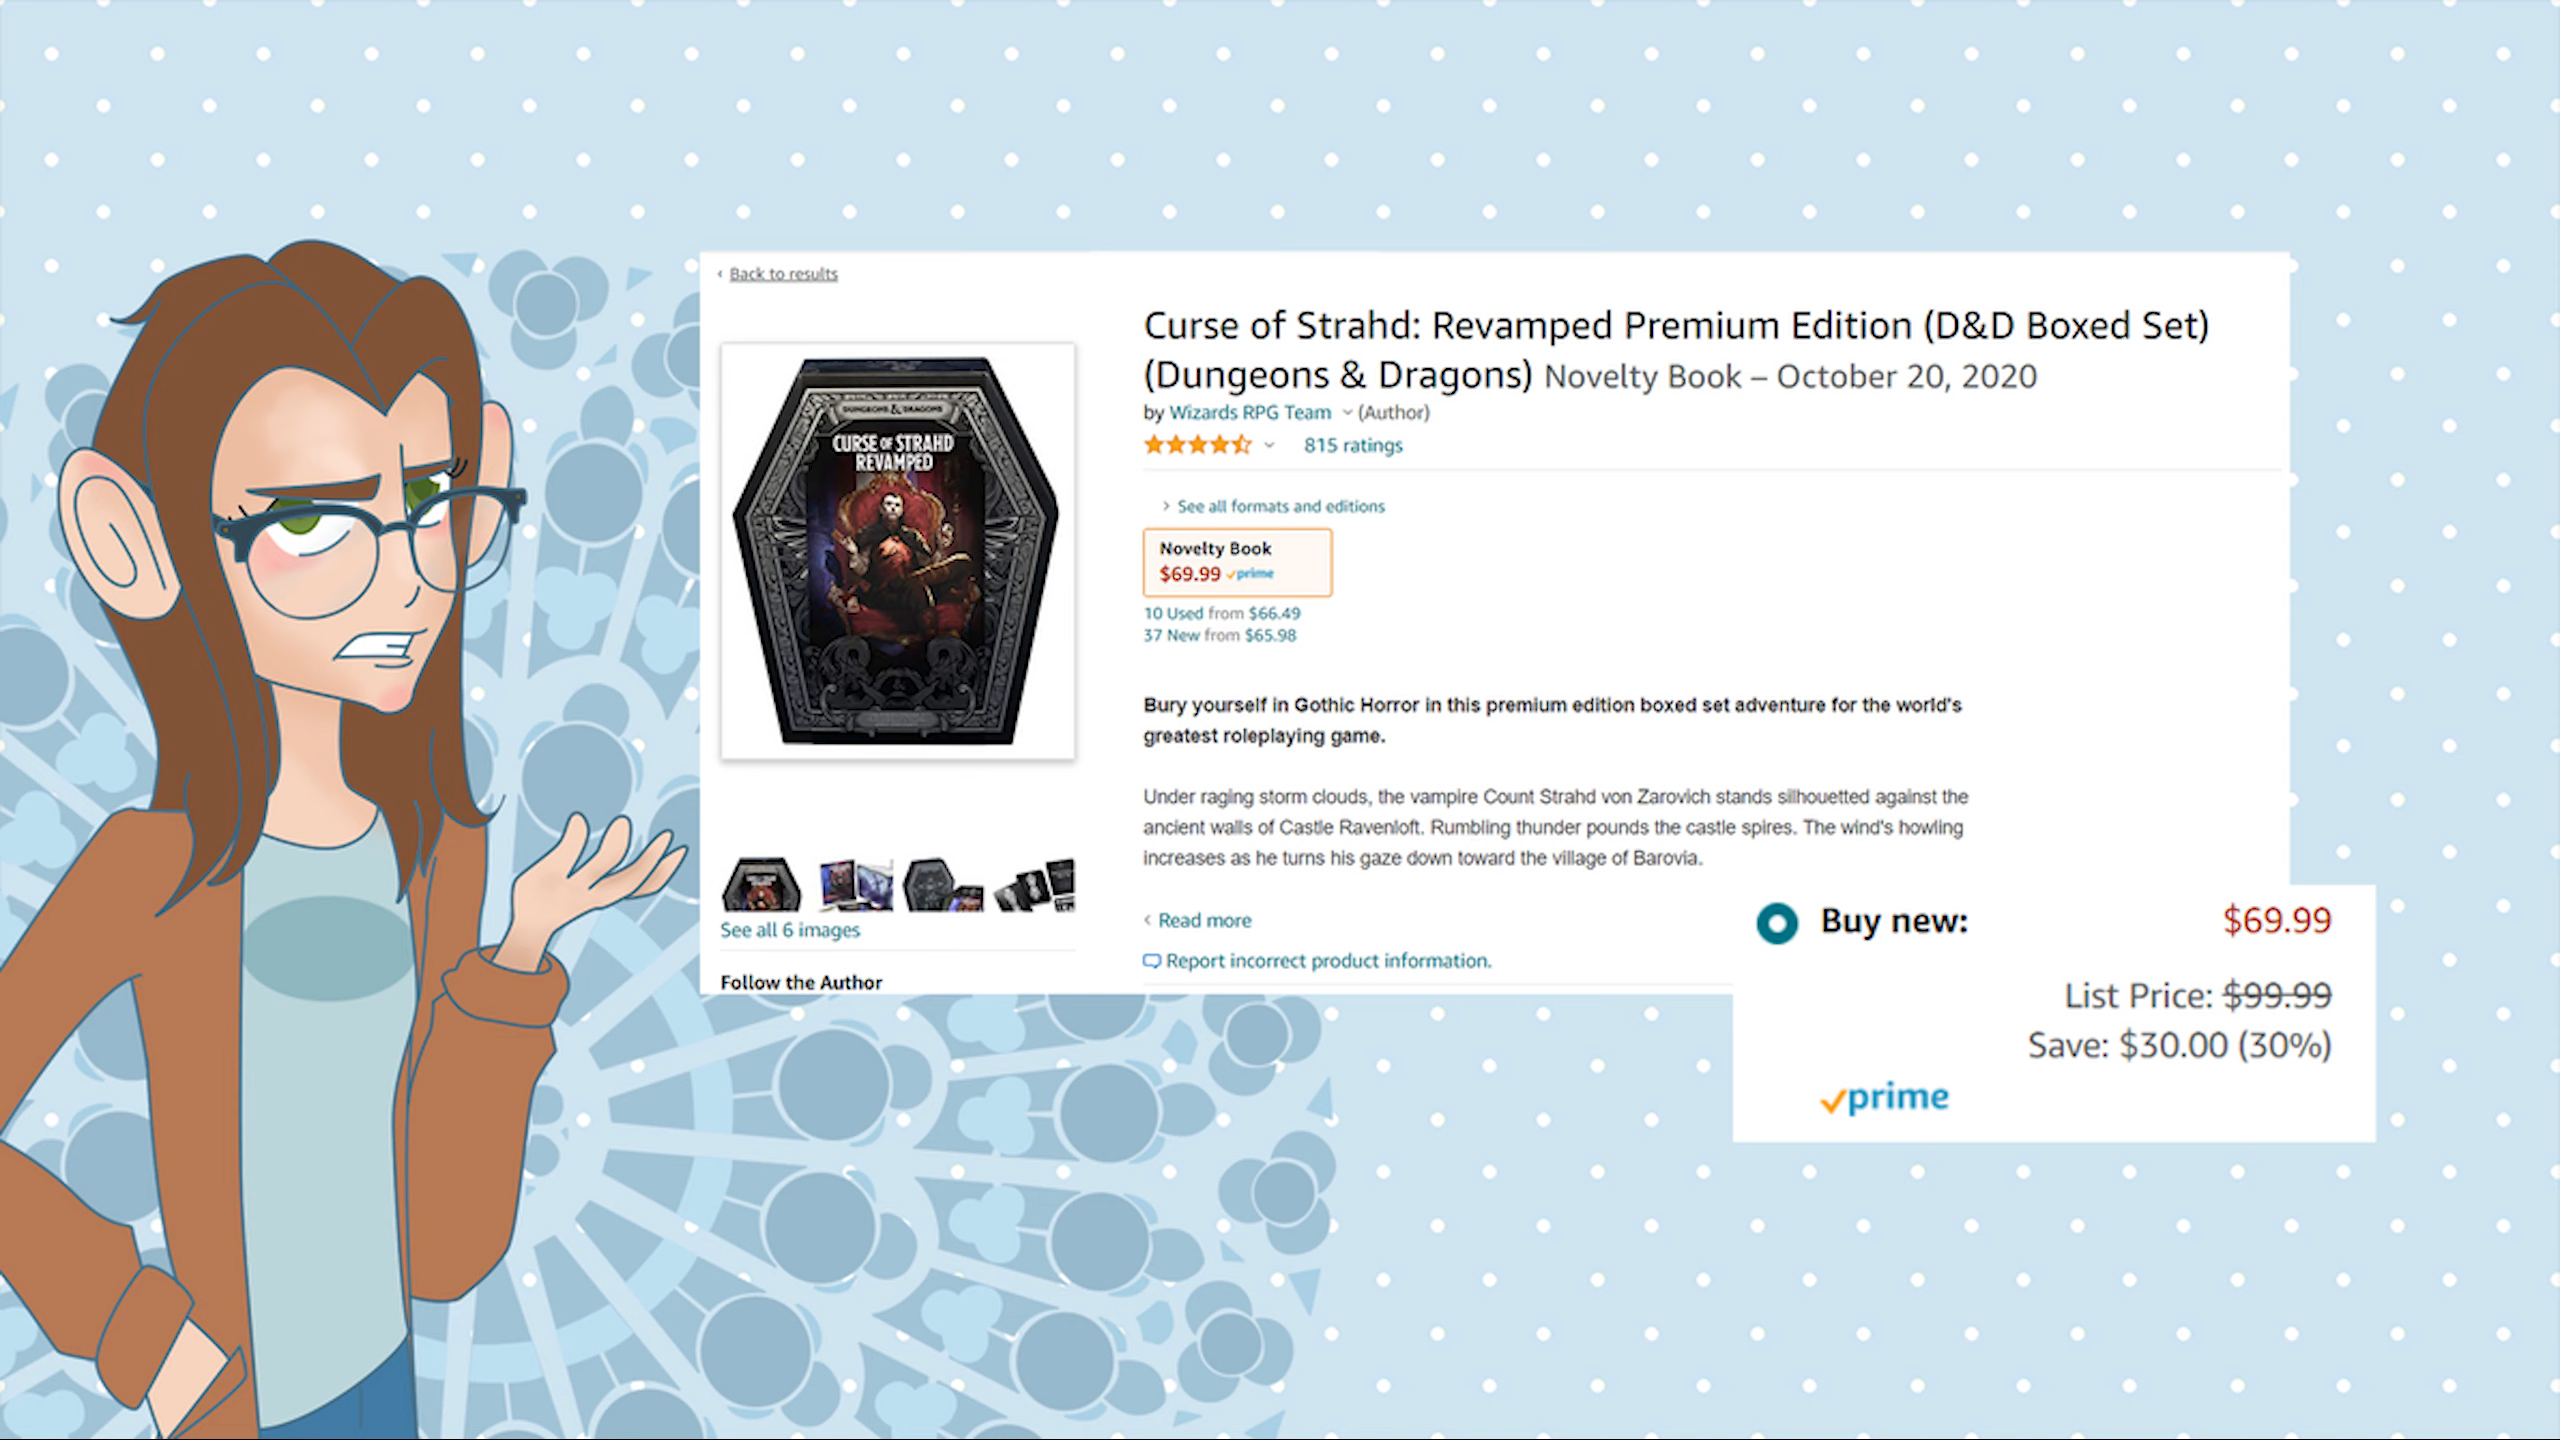 ‹ Back to results
DUNGEONS & DRAGONS
CURSE OF STRAHD
REVAMPED
See all 6 images
Follow the Author
Curse of Strahd: Revamped Premium Edition (D&D Boxed Set)
(Dungeons & Dragons) Novelty Book – October 20, 2020
by Wizards RPG Team (Author)
815 ratings
› See all formats and editions
Novelty Book
$69.99 prime
10 Used from $66.49
37 New from $65.98
Bury yourself in Gothic Horror in this premium edition boxed set adventure for the world's
greatest roleplaying game.
Under raging storm clouds, the vampire Count Strahd von Zarovich stands silhouetted against the
ancient walls of Castle Ravenloft. Rumbling thunder pounds the castle spires. The wind's howling
increases as he turns his gaze down toward the village of Barovia.
‹ Read more
Report incorrect product information.
Buy new: $69.99
List Price: $99.99
Save: $30.00 (30%)
prime